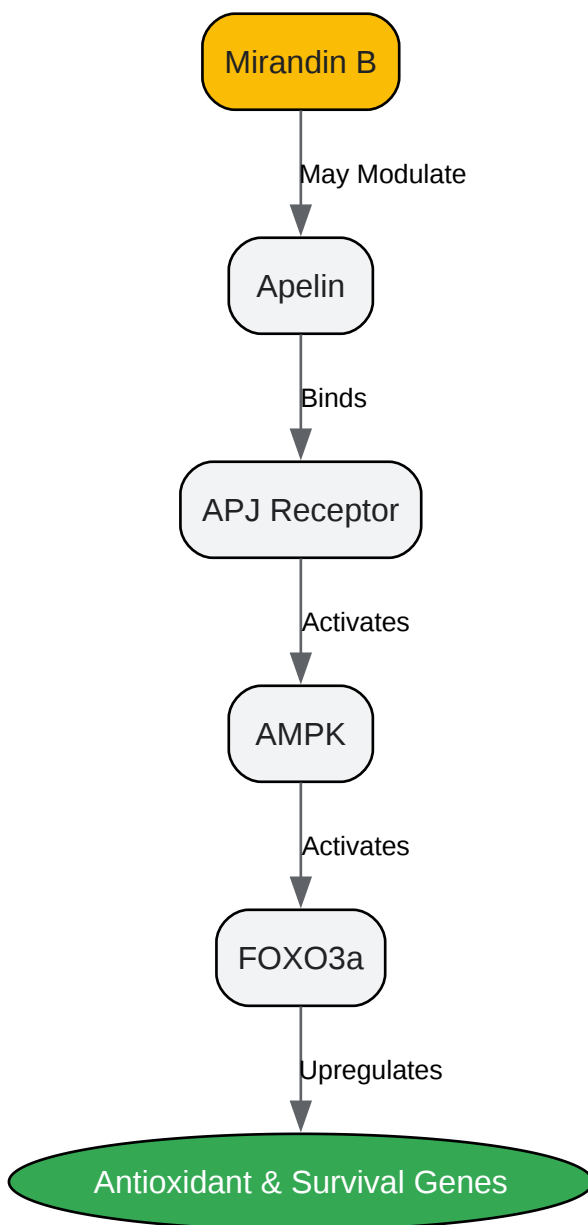 Mirandin B
May Modulate
Apelin
Binds
APJ Receptor
Activates
AMPK
Activates
FOXO3a
Upregulates
Antioxidant & Survival Genes